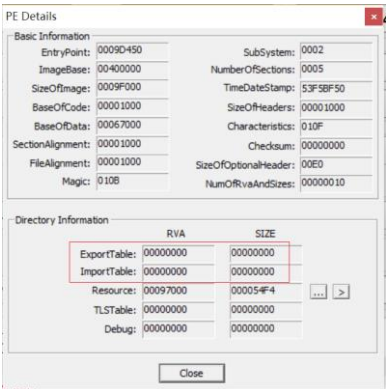 PE Details
Basic Information
EntryPoint: 0009D450 SubSystem: 0002
ImageBase: 00400000 NumberOfSections: 0005
SizeOfImage: 0009F000 TimeDateStamp: 53F5BF50
BaseOfCode: 00001000 SizeOfHeaders: 00001000
BaseOfData: 00067000 Characteristics: 010F
SectionAlignment: 00001000 Checksum: 00000000
FileAlignment: 00001000 SizeOfOptionalHeader: 00E0
Magic: 010B NumOfRvaAndSizes: 00000010
Directory Information
RVA SIZE
ExportTable: 00000000 00000000
ImportTable: 00000000 00000000
Resource: 00097000 000054F4 ... >
TLSTable: 00000000 00000000
Debug: 00000000 00000000
Close